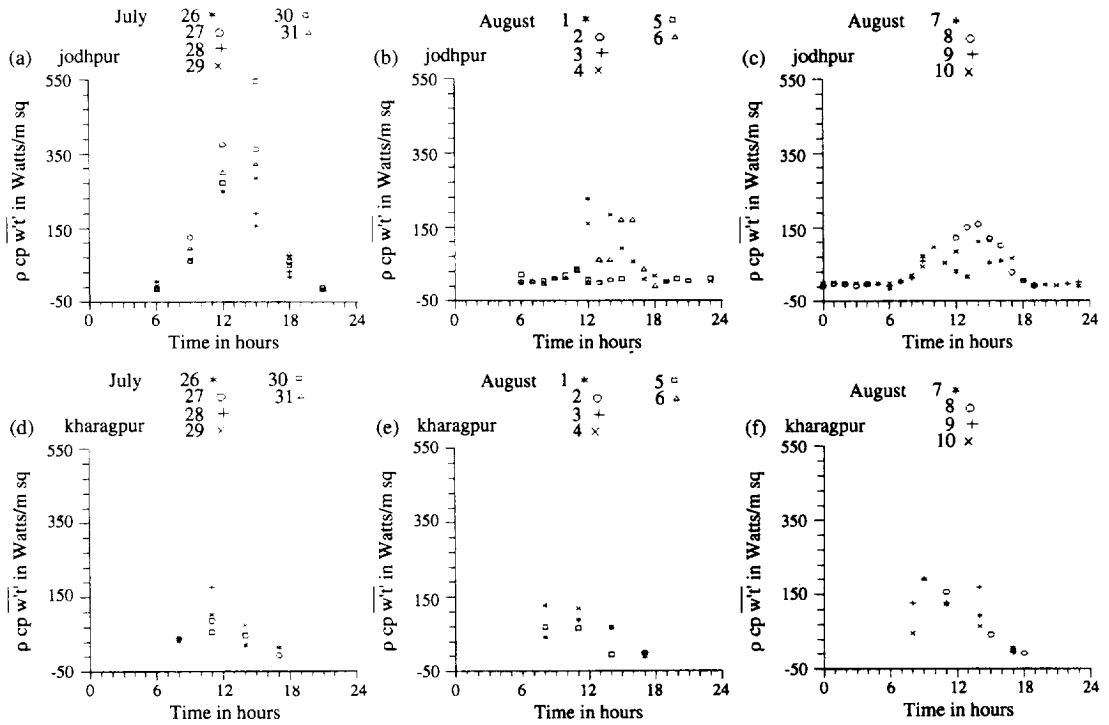 July 26 * 30 □
27 ○ 31 △
28 +
29 ×
(a) jodhpur
550
350
150
-50
0 6 12 18 24
Time in hours
ρ cp w't' in Watts/m sq
August 1 * 5 □
2 ○ 6 △
3 +
4 ×
(b) jodhpur
550
350
150
-50
0 6 12 18 24
Time in hours
ρ cp w't' in Watts/m sq
August 7 *
8 ○
9 +
10 ×
(c) jodhpur
550
350
150
-50
0 6 12 18 24
Time in hours
ρ cp w't' in Watts/m sq
July 26 * 30 □
27 ○ 31 △
28 +
29 ×
(d) kharagpur
550
350
150
-50
0 6 12 18 24
Time in hours
ρ cp w't' in Watts/m sq
August 1 * 5 □
2 ○ 6 △
3 +
4 ×
(e) kharagpur
550
350
150
-50
0 6 12 18 24
Time in hours
ρ cp w't' in Watts/m sq
August 7 *
8 ○
9 +
10 ×
(f) kharagpur
550
350
150
-50
0 6 12 18 24
Time in hours
ρ cp w't' in Watts/m sq